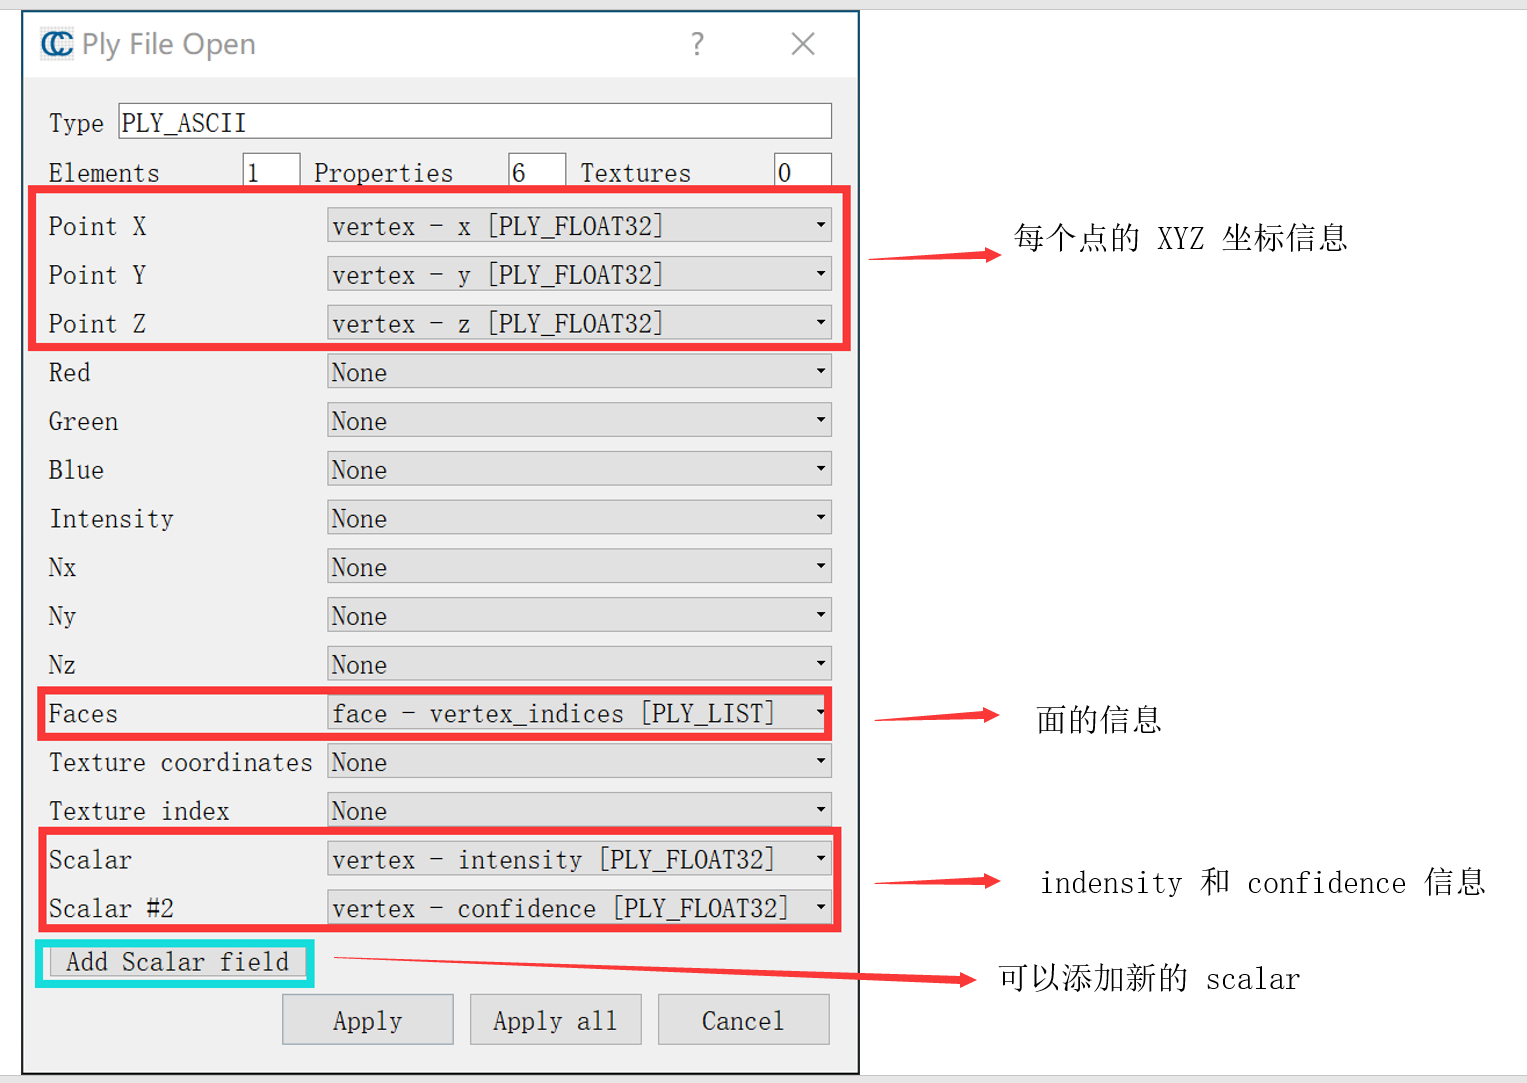 Ply File Open ?
Type PLY_ASCII
Elements 1 Properties 6 Textures 0
Point X vertex - x [PLY_FLOAT32]
每个点的 XYZ 坐标信息
Point Y vertex - y [PLY_FLOAT32]
Point Z vertex - z [PLY_FLOAT32]
Red None
Green None
Blue None
Intensity None
Nx None
Ny None
Nz None
Faces face - vertex_indices [PLY_LIST]
面的信息
Texture coordinates None
Texture index None
Scalar vertex - intensity [PLY_FLOAT32]
indensity 和 confidence 信息
Scalar #2 vertex - confidence [PLY_FLOAT32]
Add Scalar field
可以添加新的 scalar
Apply Apply all Cancel